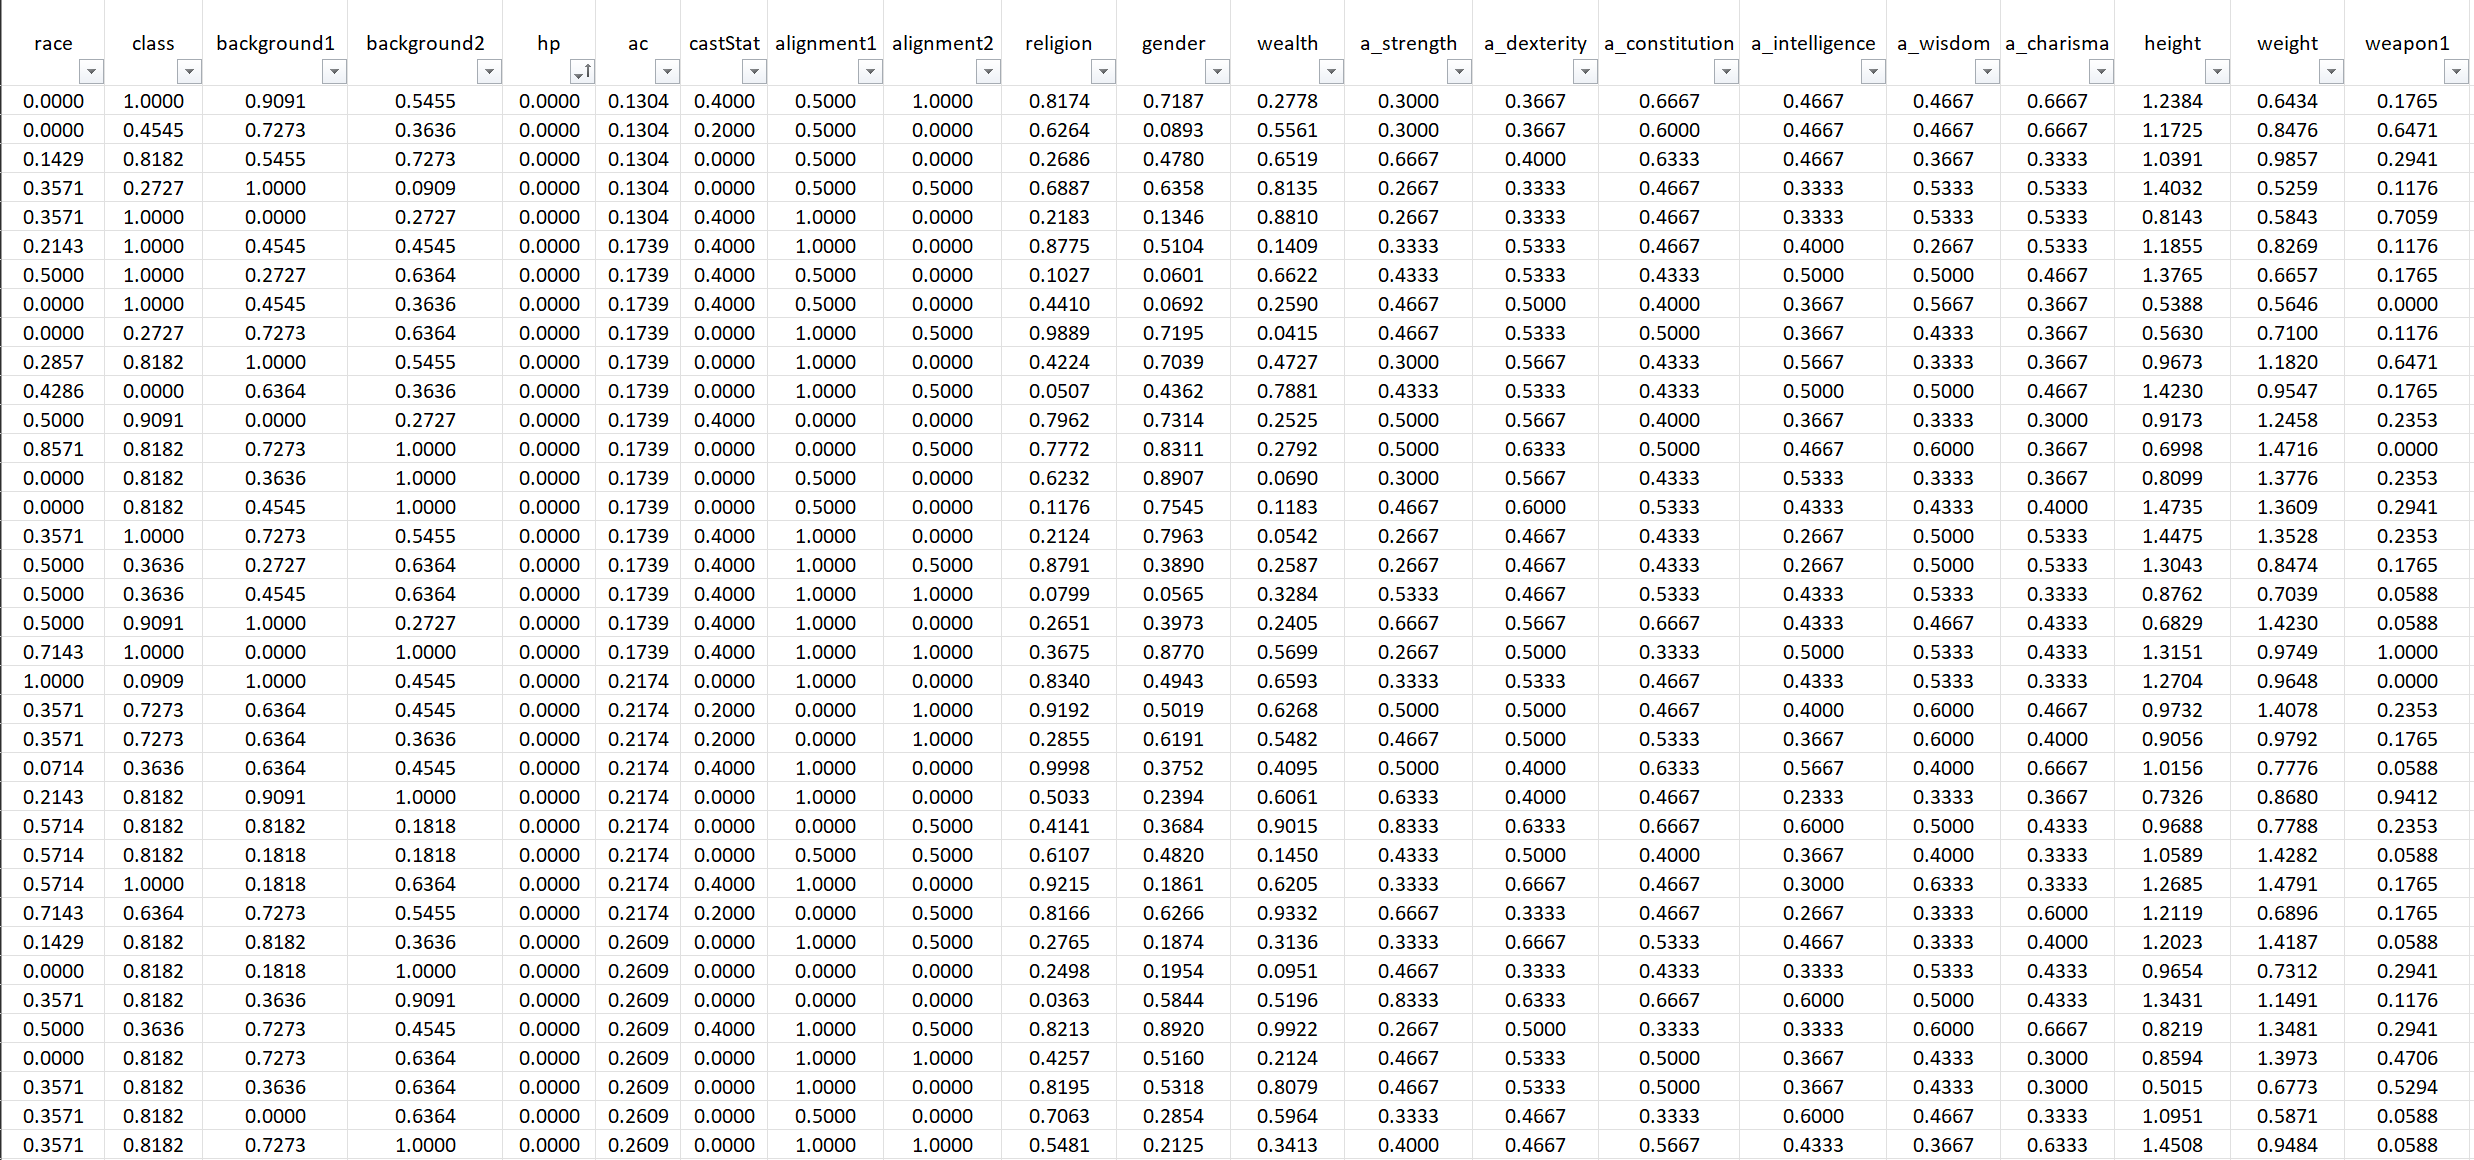 race class background1 background2 hp ac castStat alignment1 alignment2 religion gender wealth a_strength a_dexterity a_constitution a_intelligence a_wisdom a_charisma height weight weapon1
0.0000 1.0000 0.9091 0.5455 0.0000 0.1304 0.4000 0.5000 1.0000 0.8174 0.7187 0.2778 0.3000 0.3667 0.6667 0.4667 0.4667 0.6667 1.2384 0.6434 0.1765
0.0000 0.4545 0.7273 0.3636 0.0000 0.1304 0.2000 0.5000 0.0000 0.6264 0.0893 0.5561 0.3000 0.3667 0.6000 0.4667 0.4667 0.6667 1.1725 0.8476 0.6471
0.1429 0.8182 0.5455 0.7273 0.0000 0.1304 0.0000 0.5000 0.0000 0.2686 0.4780 0.6519 0.6667 0.4000 0.6333 0.4667 0.3667 0.3333 1.0391 0.9857 0.2941
0.3571 0.2727 1.0000 0.0909 0.0000 0.1304 0.0000 0.5000 0.5000 0.6887 0.6358 0.8135 0.2667 0.3333 0.4667 0.3333 0.5333 0.5333 1.4032 0.5259 0.1176
0.3571 1.0000 0.0000 0.2727 0.0000 0.1304 0.4000 1.0000 0.0000 0.2183 0.1346 0.8810 0.2667 0.3333 0.4667 0.3333 0.5333 0.5333 0.8143 0.5843 0.7059
0.2143 1.0000 0.4545 0.4545 0.0000 0.1739 0.4000 1.0000 0.0000 0.8775 0.5104 0.1409 0.3333 0.5333 0.4667 0.4000 0.2667 0.5333 1.1855 0.8269 0.1176
0.5000 1.0000 0.2727 0.6364 0.0000 0.1739 0.4000 0.5000 0.0000 0.1027 0.0601 0.6622 0.4333 0.5333 0.4333 0.5000 0.5000 0.4667 1.3765 0.6657 0.1765
0.0000 1.0000 0.4545 0.3636 0.0000 0.1739 0.4000 0.5000 0.0000 0.4410 0.0692 0.2590 0.4667 0.5000 0.4000 0.3667 0.5667 0.3667 0.5388 0.5646 0.0000
0.0000 0.2727 0.7273 0.6364 0.0000 0.1739 0.0000 1.0000 0.5000 0.9889 0.7195 0.0415 0.4667 0.5333 0.5000 0.3667 0.4333 0.3667 0.5630 0.7100 0.1176
0.2857 0.8182 1.0000 0.5455 0.0000 0.1739 0.0000 1.0000 0.0000 0.4224 0.7039 0.4727 0.3000 0.5667 0.4333 0.5667 0.3333 0.3667 0.9673 1.1820 0.6471
0.4286 0.0000 0.6364 0.3636 0.0000 0.1739 0.0000 1.0000 0.5000 0.0507 0.4362 0.7881 0.4333 0.5333 0.4333 0.5000 0.5000 0.4667 1.4230 0.9547 0.1765
0.5000 0.9091 0.0000 0.2727 0.0000 0.1739 0.4000 0.0000 0.0000 0.7962 0.7314 0.2525 0.5000 0.5667 0.4000 0.3667 0.3333 0.3000 0.9173 1.2458 0.2353
0.8571 0.8182 0.7273 1.0000 0.0000 0.1739 0.0000 0.0000 0.5000 0.7772 0.8311 0.2792 0.5000 0.6333 0.5000 0.4667 0.6000 0.3667 0.6998 1.4716 0.0000
0.0000 0.8182 0.3636 1.0000 0.0000 0.1739 0.0000 0.5000 0.0000 0.6232 0.8907 0.0690 0.3000 0.5667 0.4333 0.5333 0.3333 0.3667 0.8099 1.3776 0.2353
0.0000 0.8182 0.4545 1.0000 0.0000 0.1739 0.0000 0.5000 0.0000 0.1176 0.7545 0.1183 0.4667 0.6000 0.5333 0.4333 0.4333 0.4000 1.4735 1.3609 0.2941
0.3571 1.0000 0.7273 0.5455 0.0000 0.1739 0.4000 1.0000 0.0000 0.2124 0.7963 0.0542 0.2667 0.4667 0.4333 0.2667 0.5000 0.5333 1.4475 1.3528 0.2353
0.5000 0.3636 0.2727 0.6364 0.0000 0.1739 0.4000 1.0000 0.5000 0.8791 0.3890 0.2587 0.2667 0.4667 0.4333 0.2667 0.5000 0.5333 1.3043 0.8474 0.1765
0.5000 0.3636 0.4545 0.6364 0.0000 0.1739 0.4000 1.0000 1.0000 0.0799 0.0565 0.3284 0.5333 0.4667 0.5333 0.4333 0.5333 0.3333 0.8762 0.7039 0.0588
0.5000 0.9091 1.0000 0.2727 0.0000 0.1739 0.4000 1.0000 0.0000 0.2651 0.3973 0.2405 0.6667 0.5667 0.6667 0.4333 0.4667 0.4333 0.6829 1.4230 0.0588
0.7143 1.0000 0.0000 1.0000 0.0000 0.1739 0.4000 1.0000 1.0000 0.3675 0.8770 0.5699 0.2667 0.5000 0.3333 0.5000 0.5333 0.4333 1.3151 0.9749 1.0000
1.0000 0.0909 1.0000 0.4545 0.0000 0.2174 0.0000 1.0000 0.0000 0.8340 0.4943 0.6593 0.3333 0.5333 0.4667 0.4333 0.5333 0.3333 1.2704 0.9648 0.0000
0.3571 0.7273 0.6364 0.4545 0.0000 0.2174 0.2000 0.0000 1.0000 0.9192 0.5019 0.6268 0.5000 0.5000 0.4667 0.4000 0.6000 0.4667 0.9732 1.4078 0.2353
0.3571 0.7273 0.6364 0.3636 0.0000 0.2174 0.2000 0.0000 1.0000 0.2855 0.6191 0.5482 0.4667 0.5000 0.5333 0.3667 0.6000 0.4000 0.9056 0.9792 0.1765
0.0714 0.3636 0.6364 0.4545 0.0000 0.2174 0.4000 1.0000 0.0000 0.9998 0.3752 0.4095 0.5000 0.4000 0.6333 0.5667 0.4000 0.6667 1.0156 0.7776 0.0588
0.2143 0.8182 0.9091 1.0000 0.0000 0.2174 0.0000 1.0000 0.0000 0.5033 0.2394 0.6061 0.6333 0.4000 0.4667 0.2333 0.3333 0.3667 0.7326 0.8680 0.9412
0.5714 0.8182 0.8182 0.1818 0.0000 0.2174 0.0000 0.0000 0.5000 0.4141 0.3684 0.9015 0.8333 0.6333 0.6667 0.6000 0.5000 0.4333 0.9688 0.7788 0.2353
0.5714 0.8182 0.1818 0.1818 0.0000 0.2174 0.0000 0.5000 0.5000 0.6107 0.4820 0.1450 0.4333 0.5000 0.4000 0.3667 0.4000 0.3333 1.0589 1.4282 0.0588
0.5714 1.0000 0.1818 0.6364 0.0000 0.2174 0.4000 1.0000 0.0000 0.9215 0.1861 0.6205 0.3333 0.6667 0.4667 0.3000 0.6333 0.3333 1.2685 1.4791 0.1765
0.7143 0.6364 0.7273 0.5455 0.0000 0.2174 0.2000 0.0000 0.5000 0.8166 0.6266 0.9332 0.6667 0.3333 0.4667 0.2667 0.3333 0.6000 1.2119 0.6896 0.1765
0.1429 0.8182 0.8182 0.3636 0.0000 0.2609 0.0000 1.0000 0.5000 0.2765 0.1874 0.3136 0.3333 0.6667 0.5333 0.4667 0.3333 0.4000 1.2023 1.4187 0.0588
0.0000 0.8182 0.1818 1.0000 0.0000 0.2609 0.0000 0.0000 0.0000 0.2498 0.1954 0.0951 0.4667 0.3333 0.4333 0.3333 0.5333 0.4333 0.9654 0.7312 0.2941
0.3571 0.8182 0.3636 0.9091 0.0000 0.2609 0.0000 0.0000 0.0000 0.0363 0.5844 0.5196 0.8333 0.6333 0.6667 0.6000 0.5000 0.4333 1.3431 1.1491 0.1176
0.5000 0.3636 0.7273 0.4545 0.0000 0.2609 0.4000 1.0000 0.5000 0.8213 0.8920 0.9922 0.2667 0.5000 0.3333 0.3333 0.6000 0.6667 0.8219 1.3481 0.2941
0.0000 0.8182 0.7273 0.6364 0.0000 0.2609 0.0000 1.0000 1.0000 0.4257 0.5160 0.2124 0.4667 0.5333 0.5000 0.3667 0.4333 0.3000 0.8594 1.3973 0.4706
0.3571 0.8182 0.3636 0.6364 0.0000 0.2609 0.0000 1.0000 0.0000 0.8195 0.5318 0.8079 0.4667 0.5333 0.5000 0.3667 0.4333 0.3000 0.5015 0.6773 0.5294
0.3571 0.8182 0.0000 0.6364 0.0000 0.2609 0.0000 0.5000 0.0000 0.7063 0.2854 0.5964 0.3333 0.4667 0.3333 0.6000 0.4667 0.3333 1.0951 0.5871 0.0588
0.3571 0.8182 0.7273 1.0000 0.0000 0.2609 0.0000 1.0000 1.0000 0.5481 0.2125 0.3413 0.4000 0.4667 0.5667 0.4333 0.3667 0.6333 1.4508 0.9484 0.0588